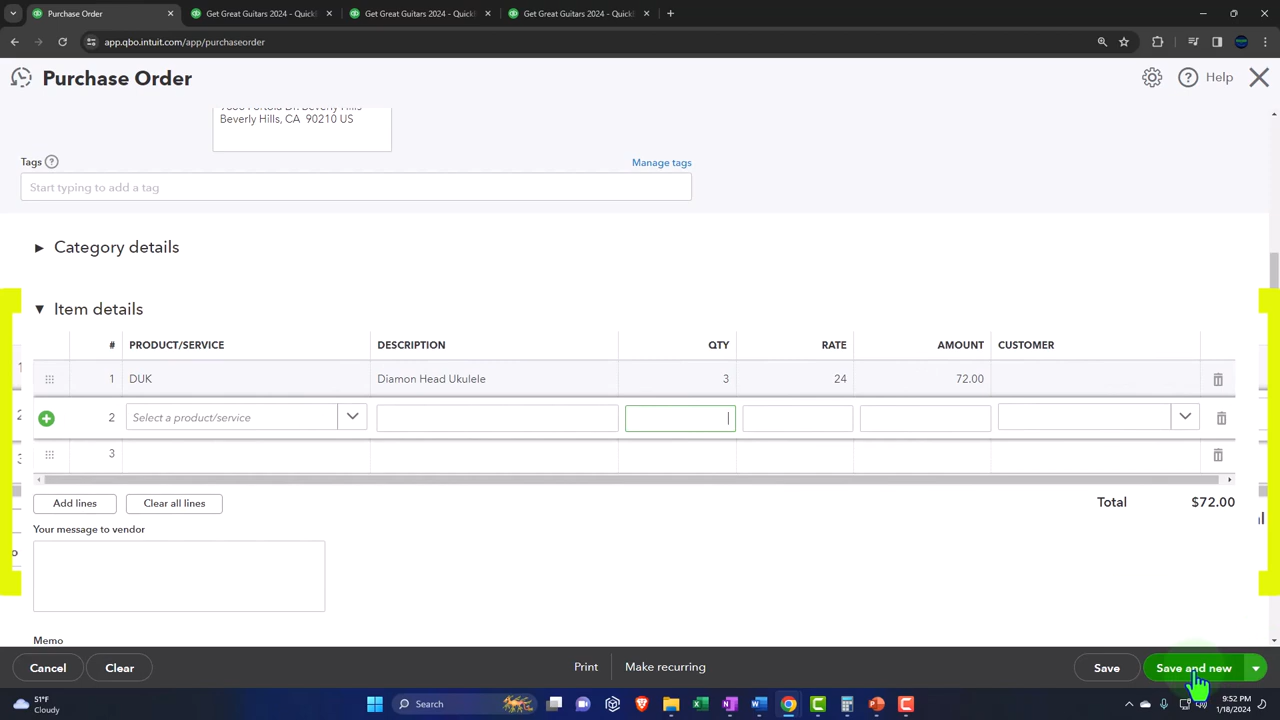 Purchase Order
Get Great Guitars 2024 – Quick
Get Great Guitars 2024 – Quick
Get Great Guitars 2024 – Quick
app.qbo.intuit.com/app/purchaseorder
Purchase Order
Help
Beverly Hills, CA 90210 US
Tags
Manage tags
Start typing to add a tag
Category details
Item details
# PRODUCT/SERVICE DESCRIPTION QTY RATE AMOUNT CUSTOMER
1 DUK Diamon Head Ukulele 3 24 72.00
2 Select a product/service
3
Add lines
Clear all lines
Total $72.00
Your message to vendor
Memo
Cancel
Clear
Print
Make recurring
Save
Save and new
51°F
Cloudy
Search
9:52 PM
1/18/2024